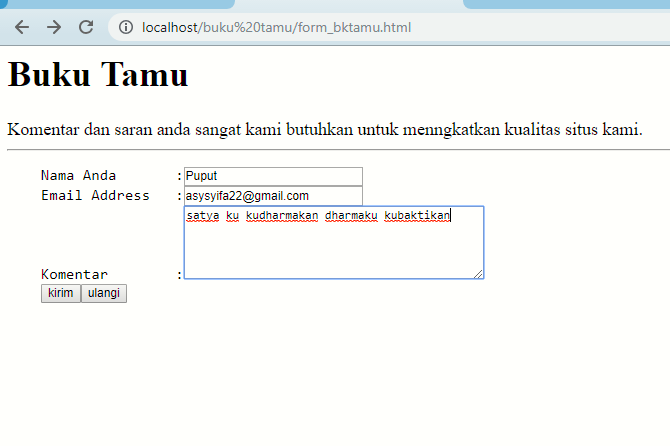 localhost/buku%20tamu/form_bktamu.html
Buku Tamu
Komentar dan saran anda sangat kami butuhkan untuk menngkatkan kualitas situs kami.
Nama Anda :Puput
Email Address :asysyifa22@gmail.com
satya ku kudharmakan dharmaku kubaktikan
Komentar :
kirim ulangi